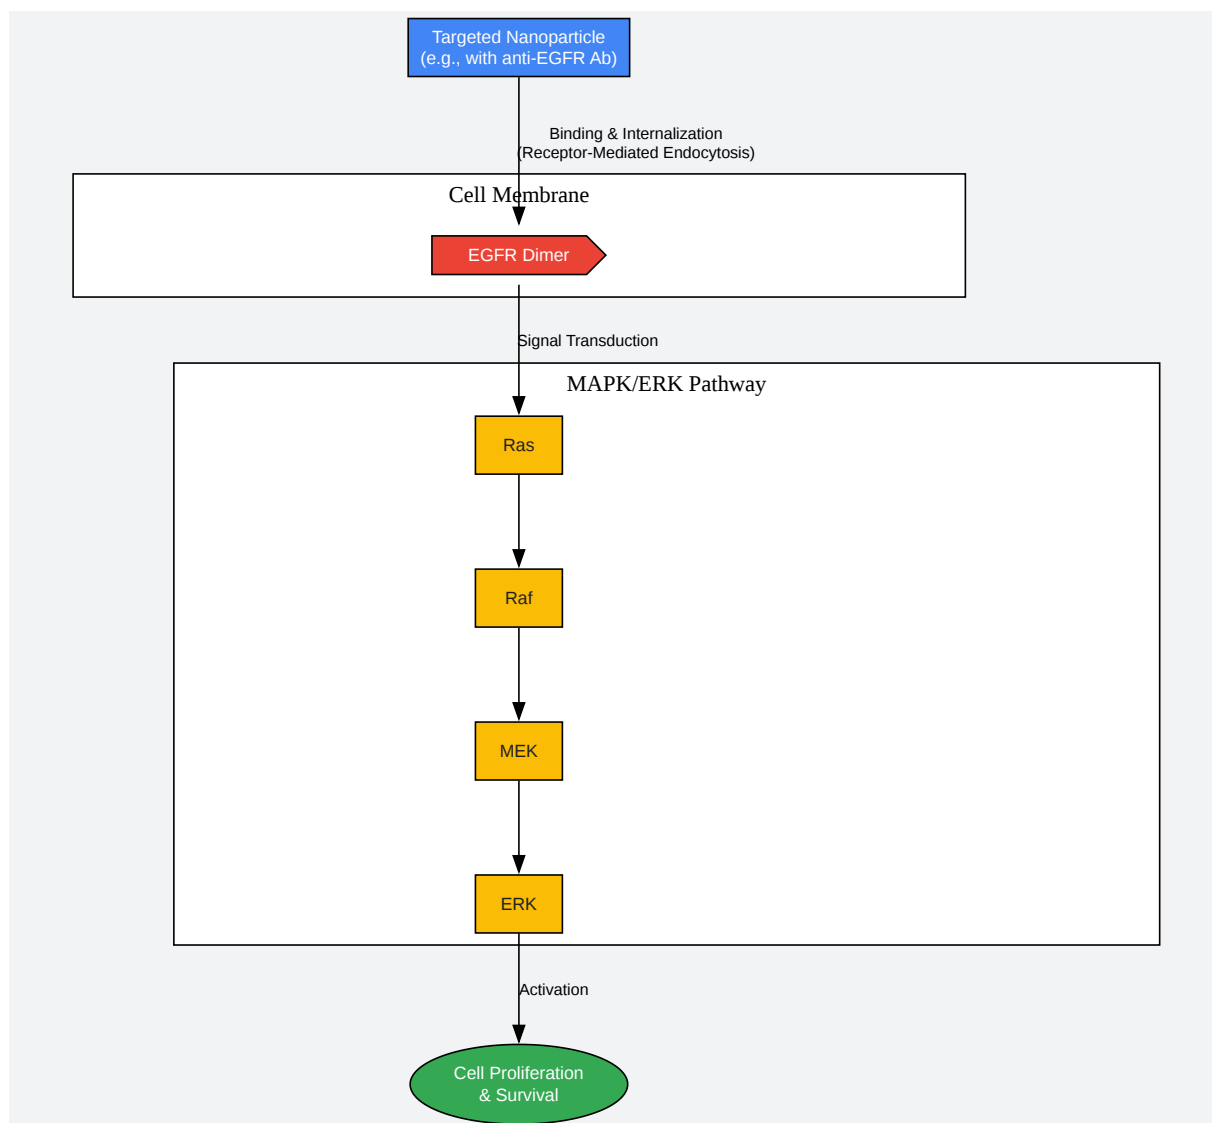 Targeted Nanoparticle
(e.g., with anti-EGFR Ab)
Binding & Internalization
(Receptor-Mediated Endocytosis)
Cell Membrane
EGFR Dimer
Signal Transduction
MAPK/ERK Pathway
Ras
Raf
MEK
ERK
Activation
Cell Proliferation
& Survival